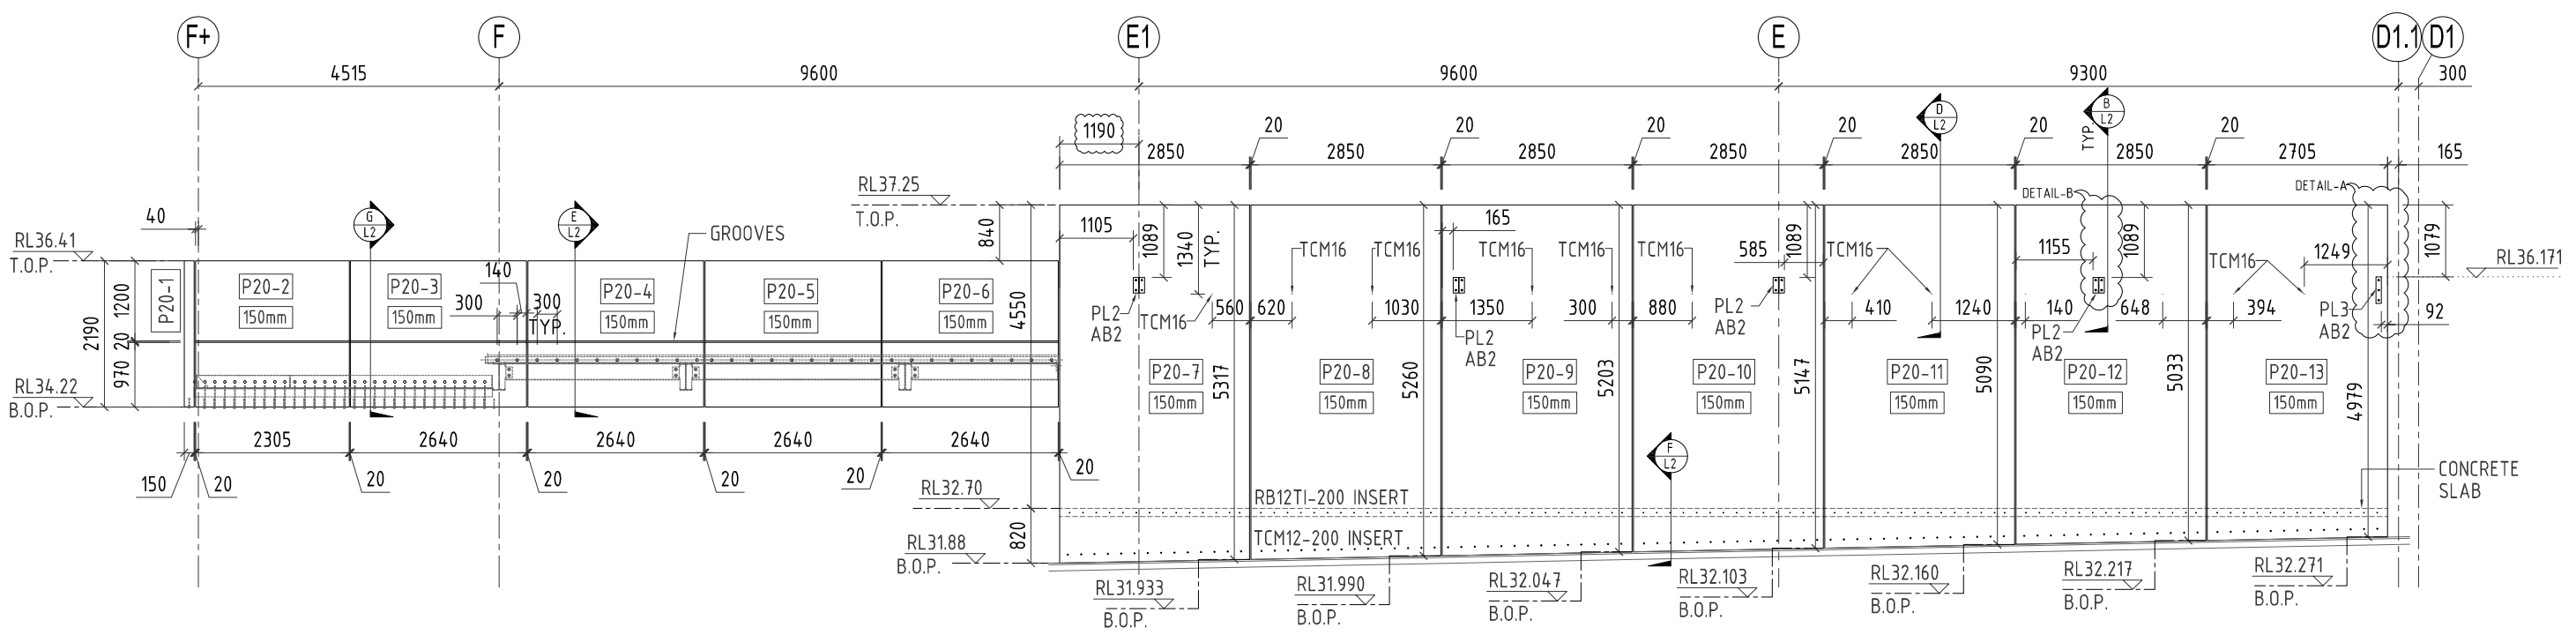 F+ F E1 E D1.1 D1
4515 9600 9600 9300 300
1190 20 20 20 20 20 20
2850 2850 2850 2850 2850 2850 2705 165
D
L2
B
L2
TYP.
RL37.25
T.O.P.
DETAIL-B
DETAIL-A
40
RL36.41
T.O.P.
G
L2
E
L2
GROOVES
840
1105
1089
1340
TYP.
165
585
1089
1155
1089
1249
1079
RL36.171
TCM16
TCM16
TCM16
TCM16
TCM16
TCM16
TCM16
TCM16
PL2
AB2
PL2
AB2
PL2
AB2
PL2
AB2
PL3
AB2
560 620 1030 1350 300 880 410 1240 140 648 394 92
P20-1
P20-2
150mm
P20-3
150mm
140
300
300
TYP.
P20-4
150mm
P20-5
150mm
P20-6
150mm
2190
1200
20
970
4550
RL34.22
B.O.P.
P20-7
150mm
5317
P20-8
150mm
5260
P20-9
150mm
5203
P20-10
150mm
5147
P20-11
150mm
5090
P20-12
150mm
5033
P20-13
150mm
4979
2305 2640 2640 2640 2640
150 20 20 20 20 20 20
F
L2
CONCRETE
SLAB
RL32.70
RB12TI-200 INSERT
820
TCM12-200 INSERT
RL31.88
B.O.P.
RL31.933
B.O.P.
RL31.990
B.O.P.
RL32.047
B.O.P.
RL32.103
B.O.P.
RL32.160
B.O.P.
RL32.217
B.O.P.
RL32.271
B.O.P.